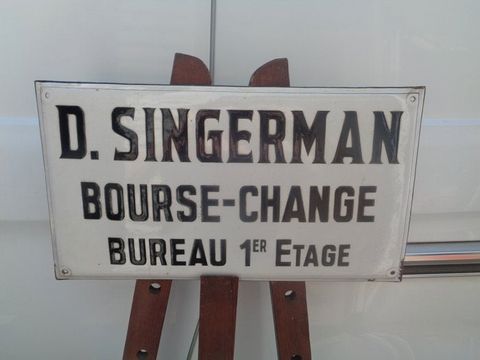 D. SINGERMAN
BOURSE-CHANGE
BUREAU 1ER ETAGE